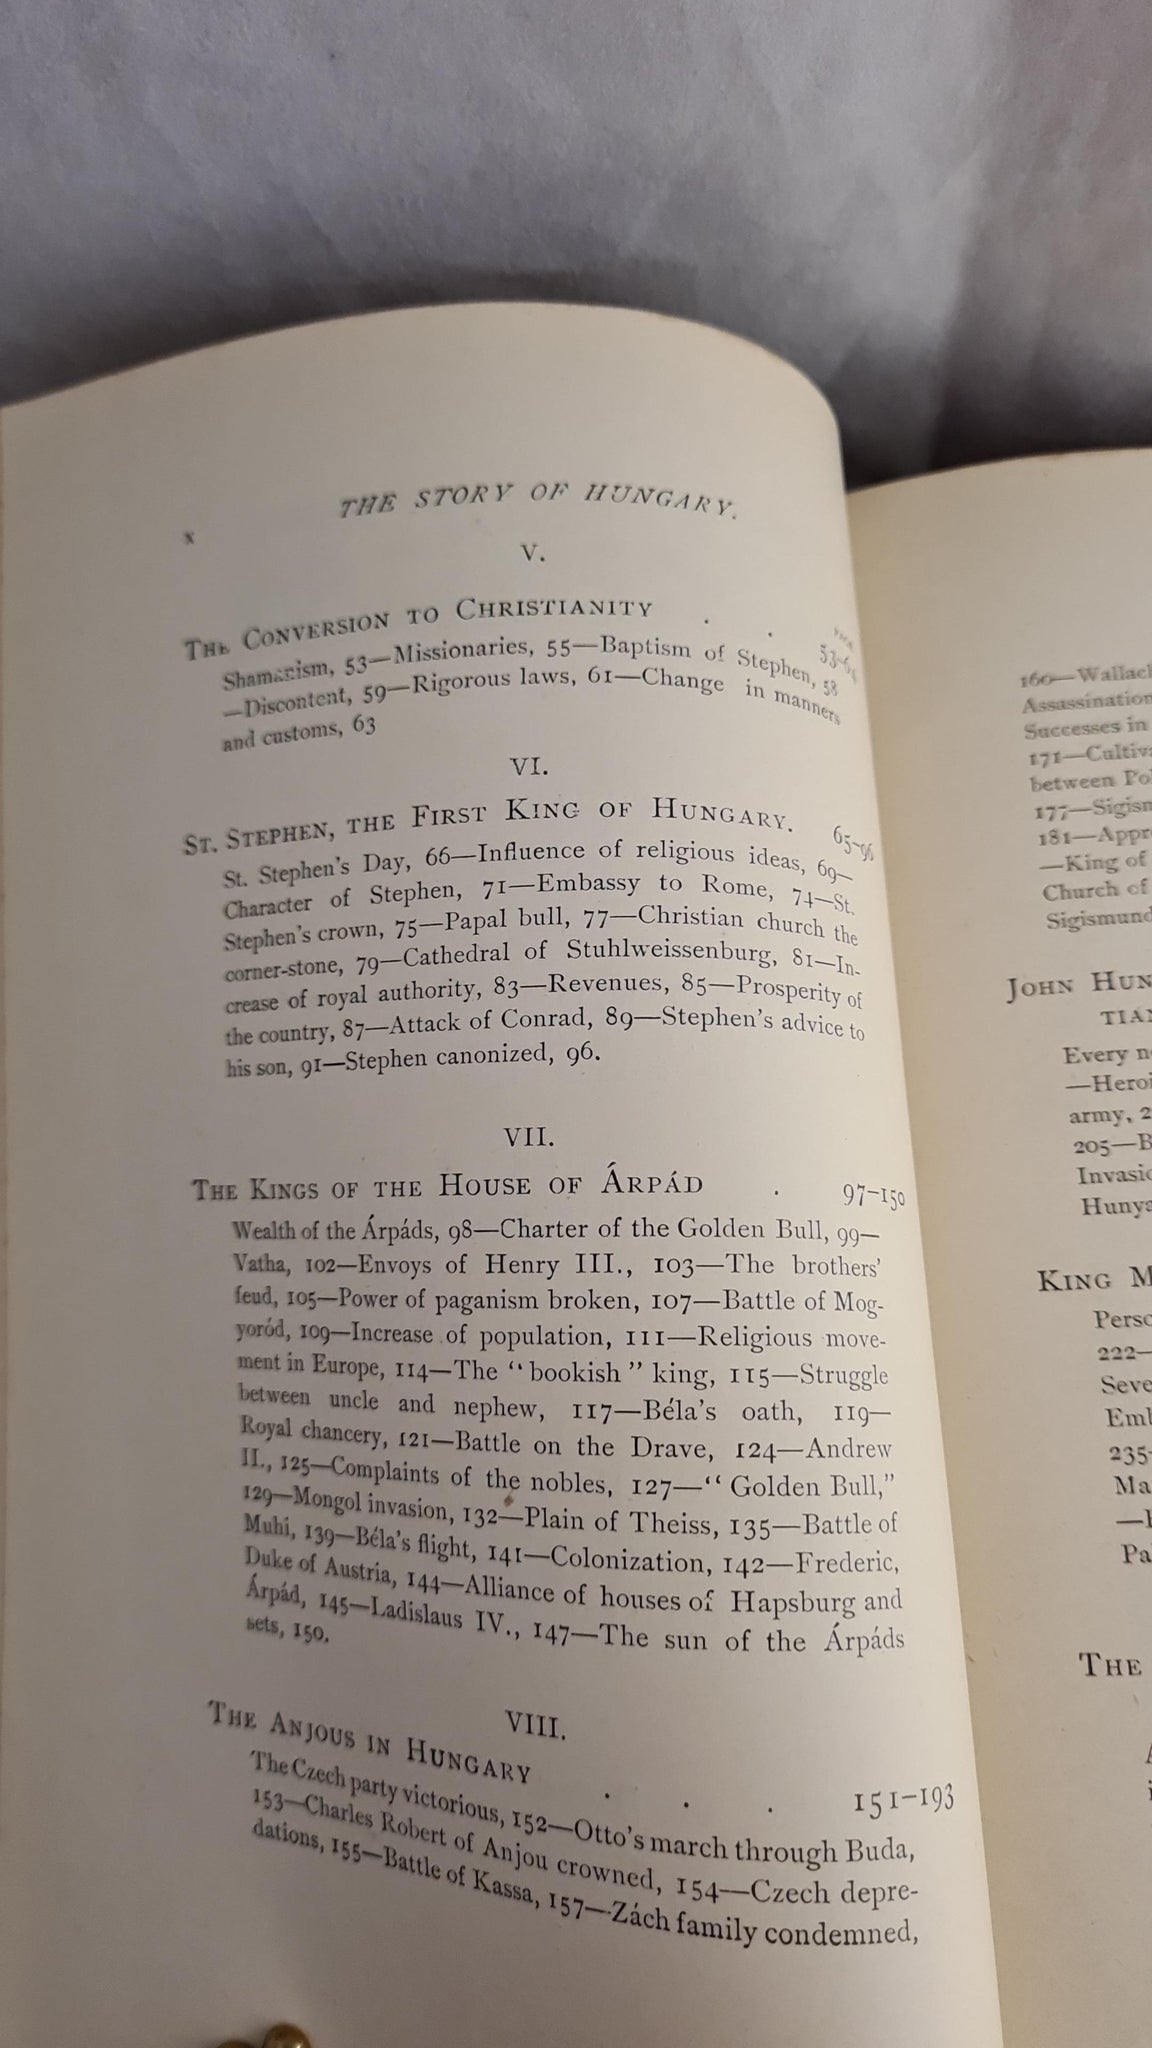 x
THE STORY OF HUNGARY.
V.
PAGE
THE CONVERSION TO CHRISTIANITY . . 53-64
Shamanism, 53—Missionaries, 55—Baptism of Stephen, 58
—Discontent, 59—Rigorous laws, 61—Change in manners
and customs, 63
VI.
ST. STEPHEN, THE FIRST KING OF HUNGARY. 65-96
St. Stephen's Day, 66—Influence of religious ideas, 69—
Character of Stephen, 71—Embassy to Rome, 74—St.
Stephen's crown, 75—Papal bull, 77—Christian church the
corner-stone, 79—Cathedral of Stuhlweissenburg, 81—In-
crease of royal authority, 83—Revenues, 85—Prosperity of
the country, 87—Attack of Conrad, 89—Stephen's advice to
his son, 91—Stephen canonized, 96.
VII.
THE KINGS OF THE HOUSE OF ÁRPÁD . 97-150
Wealth of the Árpáds, 98—Charter of the Golden Bull, 99—
Vatha, 102—Envoys of Henry III., 103—The brothers'
feud, 105—Power of paganism broken, 107—Battle of Mog-
yoród, 109—Increase of population, 111—Religious move-
ment in Europe, 114—The "bookish" king, 115—Struggle
between uncle and nephew, 117—Béla's oath, 119—
Royal chancery, 121—Battle on the Drave, 124—Andrew
II., 125—Complaints of the nobles, 127—"Golden Bull,"
129—Mongol invasion, 132—Plain of Theiss, 135—Battle of
Muhi, 139—Béla's flight, 141—Colonization, 142—Frederic,
Duke of Austria, 144—Alliance of houses of Hapsburg and
Árpád, 145—Ladislaus IV., 147—The sun of the Árpáds
sets, 150.
VIII.
THE ANJOUS IN HUNGARY . . . 151-193
The Czech party victorious, 152—Otto's march through Buda,
153—Charles Robert of Anjou crowned, 154—Czech depre-
dations, 155—Battle of Kassa, 157—Zách family condemned,
160—Wallach
Assassination
Successes in
171—Cultiv
between Po
177—Sigism
181—Appr
—King of
Church of
Sigismund
JOHN HUN
TIAN
Every n
—Heroi
army, 2
205—B
Invasio
Hunya
KING M
Perso
222—
Seve
Emb
235-
Ma
Pa
THE